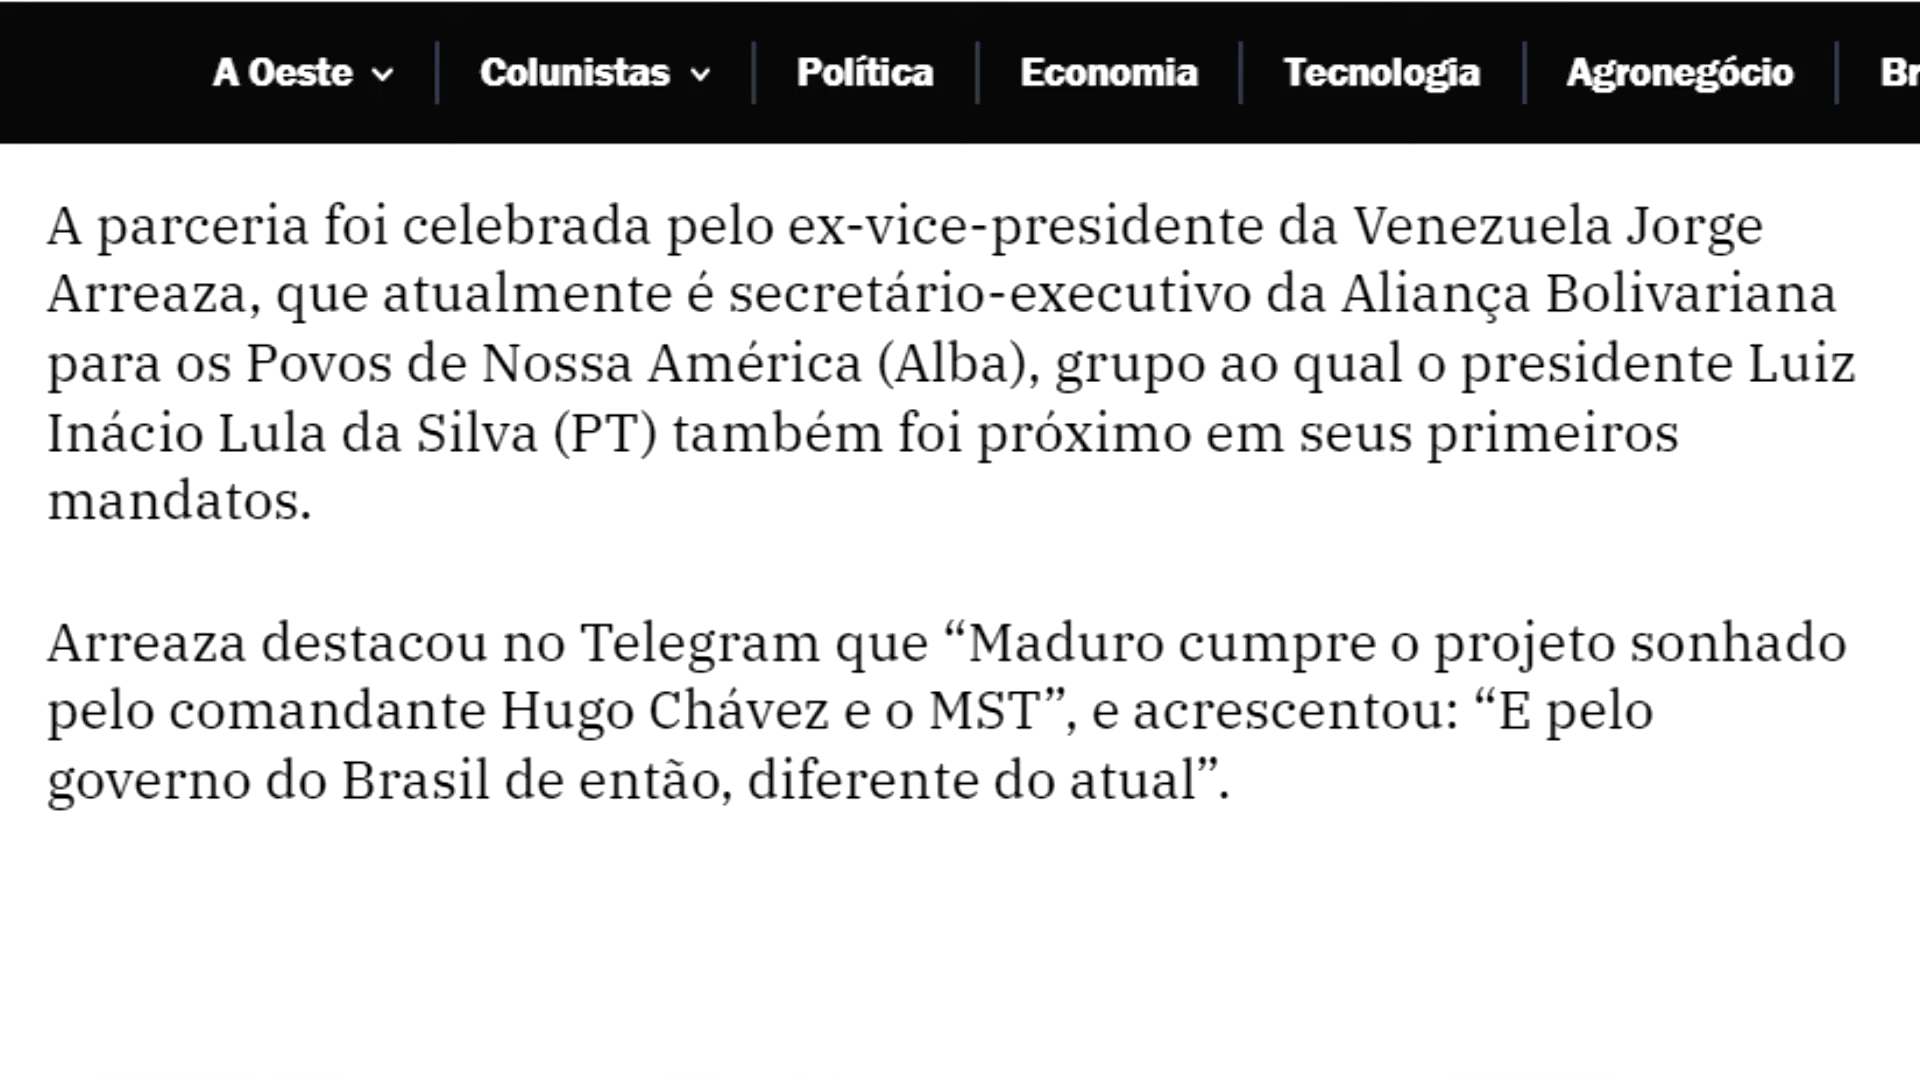 A Oeste Colunistas Política Economia Tecnologia Agronegócio
A parceria foi celebrada pelo ex-vice-presidente da Venezuela Jorge
Arreaza, que atualmente é secretário-executivo da Aliança Bolivariana
para os Povos de Nossa América (Alba), grupo ao qual o presidente Luiz
Inácio Lula da Silva (PT) também foi próximo em seus primeiros
mandatos.
Arreaza destacou no Telegram que “Maduro cumpre o projeto sonhado
pelo comandante Hugo Chávez e o MST”, e acrescentou: “E pelo
governo do Brasil de então, diferente do atual”.